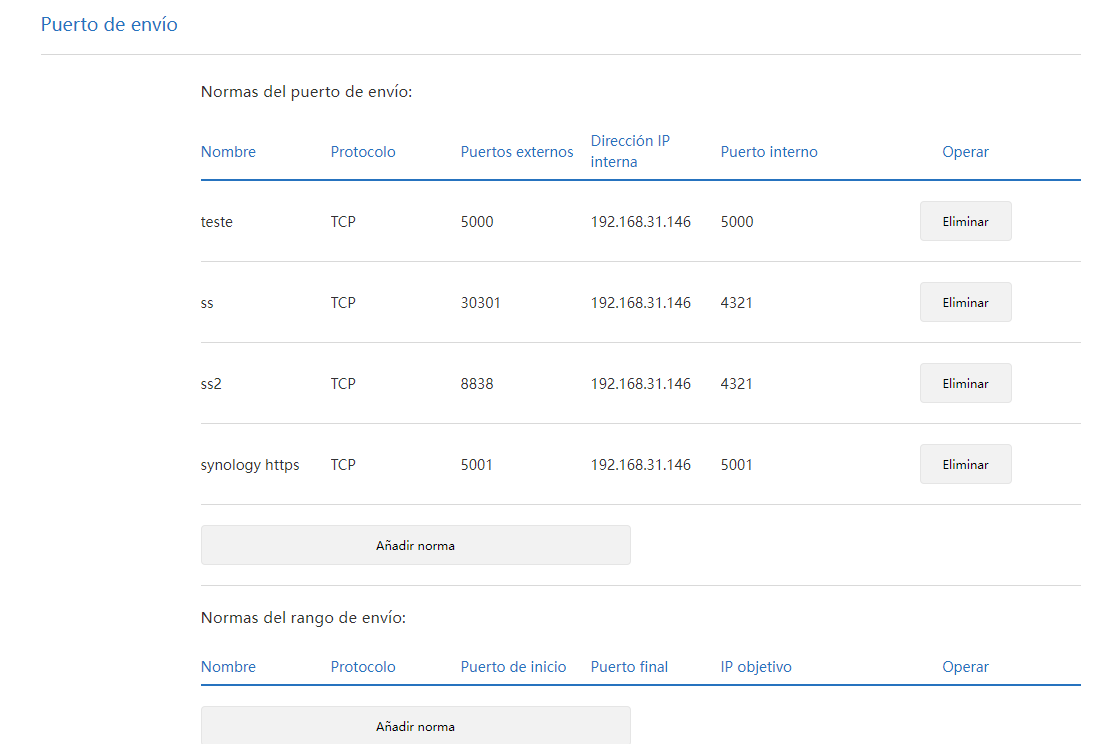 Puerto de envío
Normas del puerto de envío:
Nombre Protocolo Puertos externos Dirección IP interna Puerto interno Operar
teste TCP 5000 192.168.31.146 5000 Eliminar
ss TCP 30301 192.168.31.146 4321 Eliminar
ss2 TCP 8838 192.168.31.146 4321 Eliminar
synology https TCP 5001 192.168.31.146 5001 Eliminar
Añadir norma
Normas del rango de envío:
Nombre Protocolo Puerto de inicio Puerto final IP objetivo Operar
Añadir norma